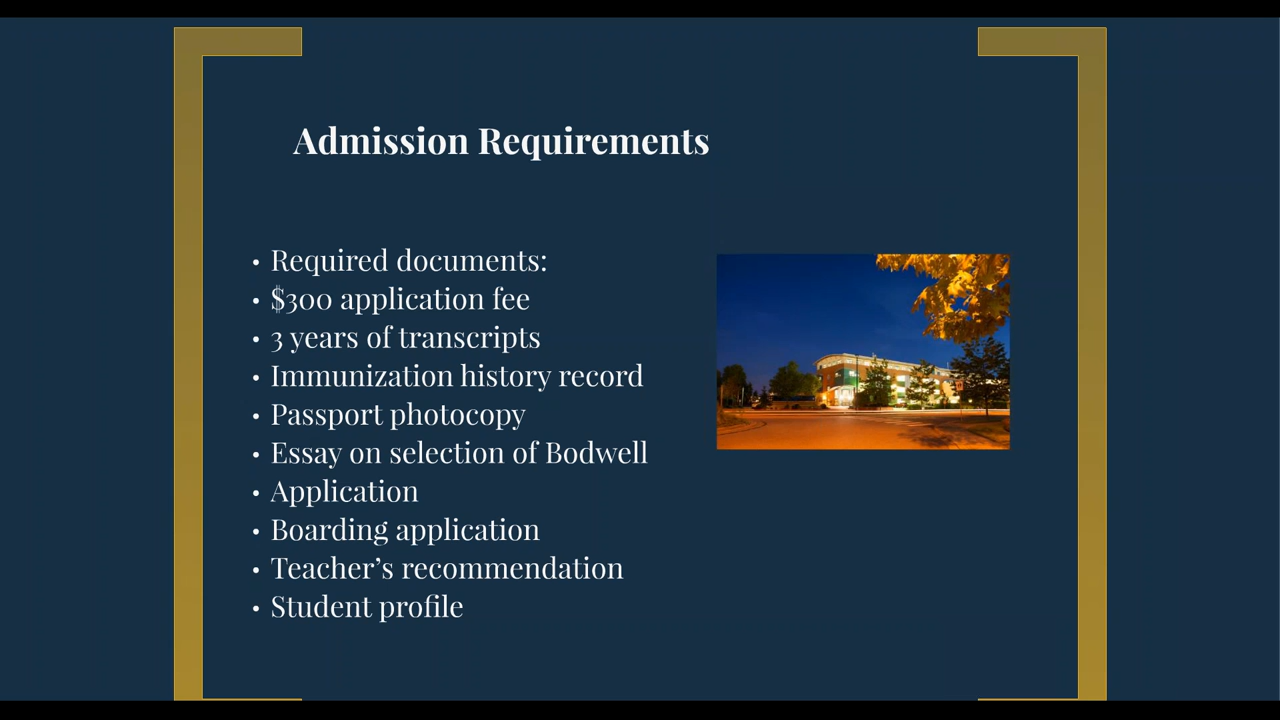 Admission Requirements
• Required documents:
• $300 application fee
• 3 years of transcripts
• Immunization history record
• Passport photocopy
• Essay on selection of Bodwell
• Application
• Boarding application
• Teacher’s recommendation
• Student profile